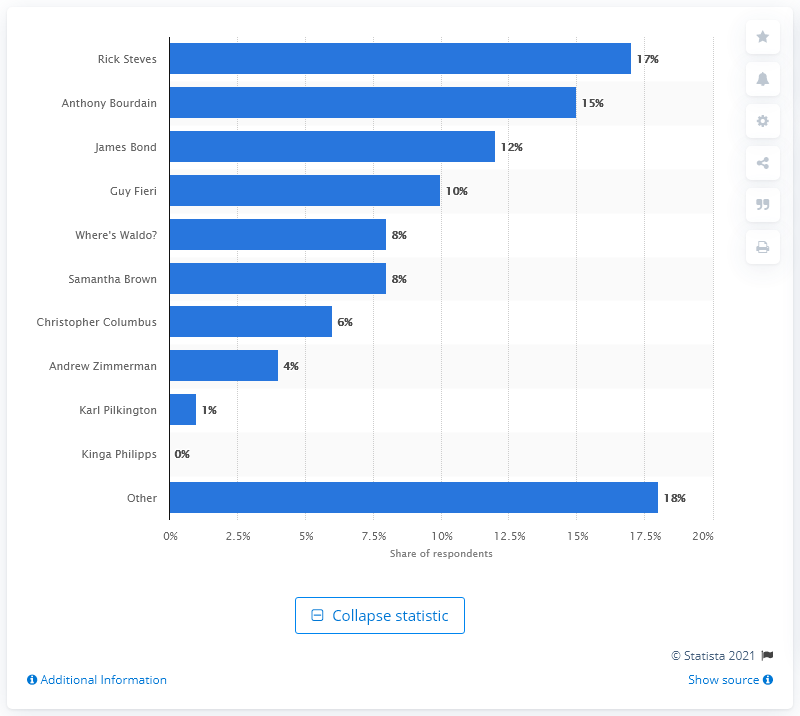 Rick Steves 17%
Anthony Bourdain 15%
James Bond 12%
Guy Fieri 10%
Where's Waldo? 8%
Samantha Brown 8%
Christopher Columbus 6%
Andrew Zimmerman 4%
Karl Pilkington 1%
Kinga Philipps 0%
Other 18%
0% 2.5% 5% 7.5% 10% 12.5% 15% 17.5% 20%
Share of respondents
Collapse statistic
© Statista 2021
Additional Information Show source